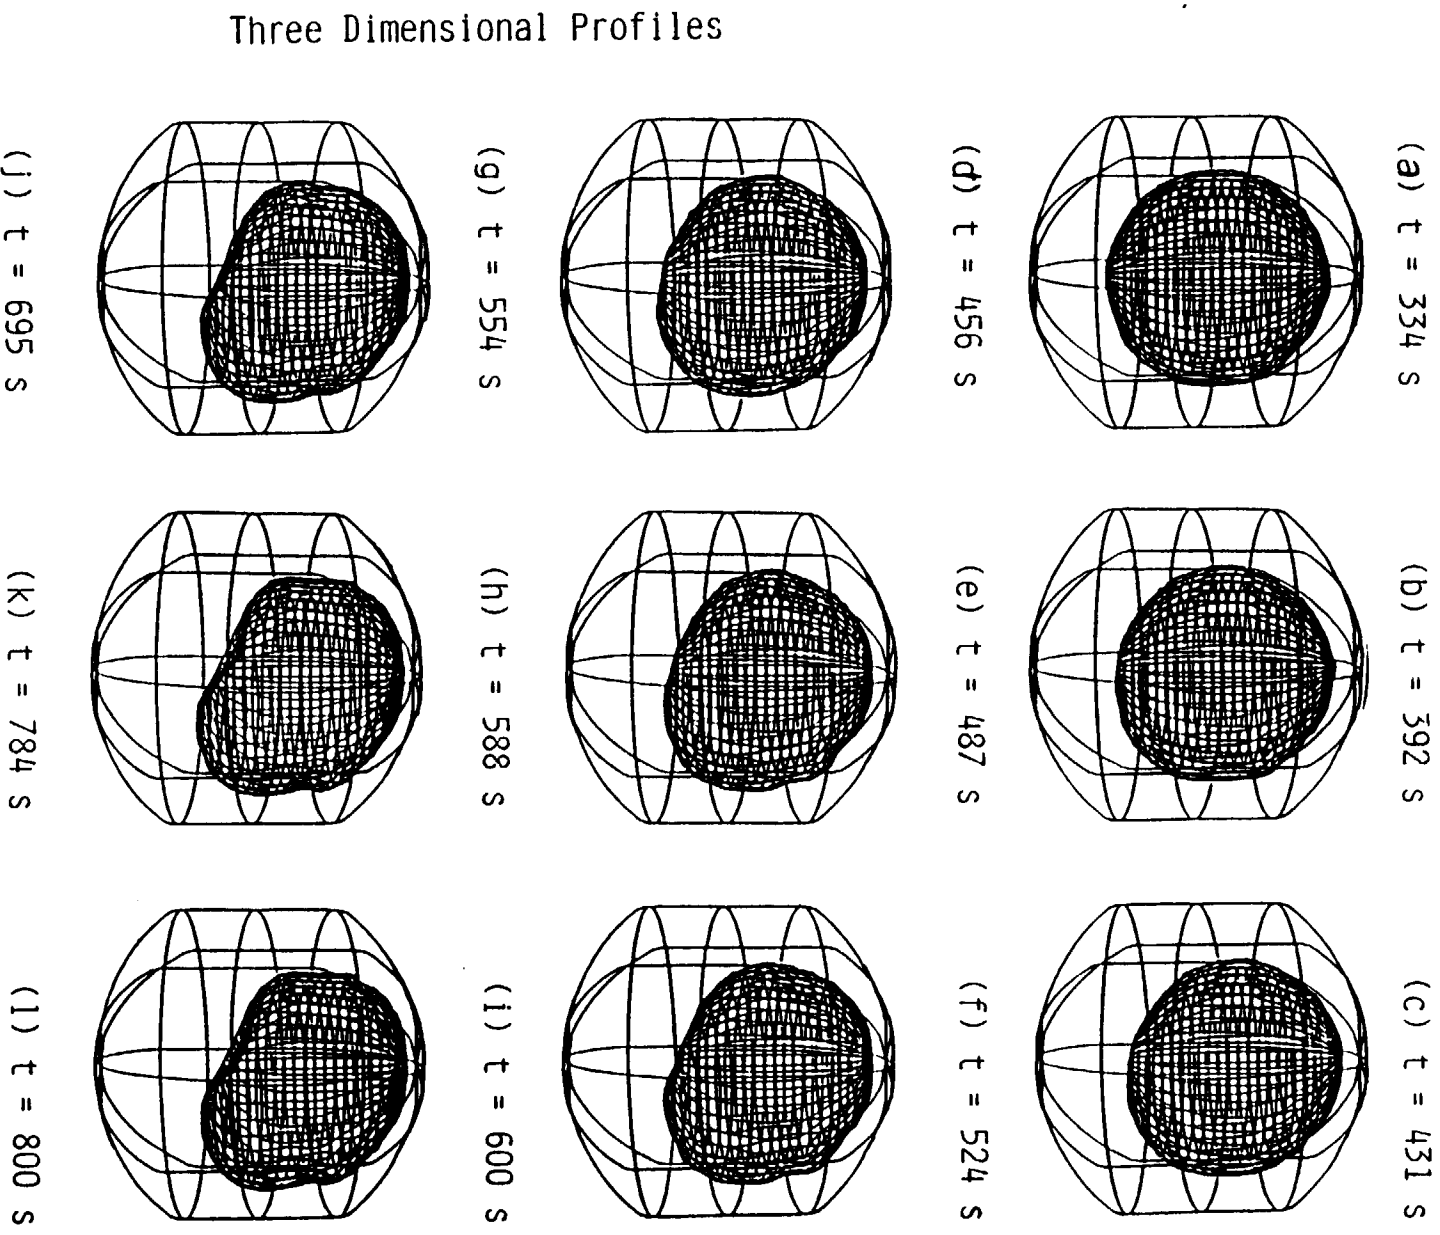 Three Dimensional Profiles
(a) t = 334 s
(b) t = 392 s
(c) t = 431 s
(d) t = 456 s
(e) t = 487 s
(f) t = 524 s
(g) t = 554 s
(h) t = 588 s
(i) t = 600 s
(j) t = 695 s
(k) t = 784 s
(l) t = 800 s